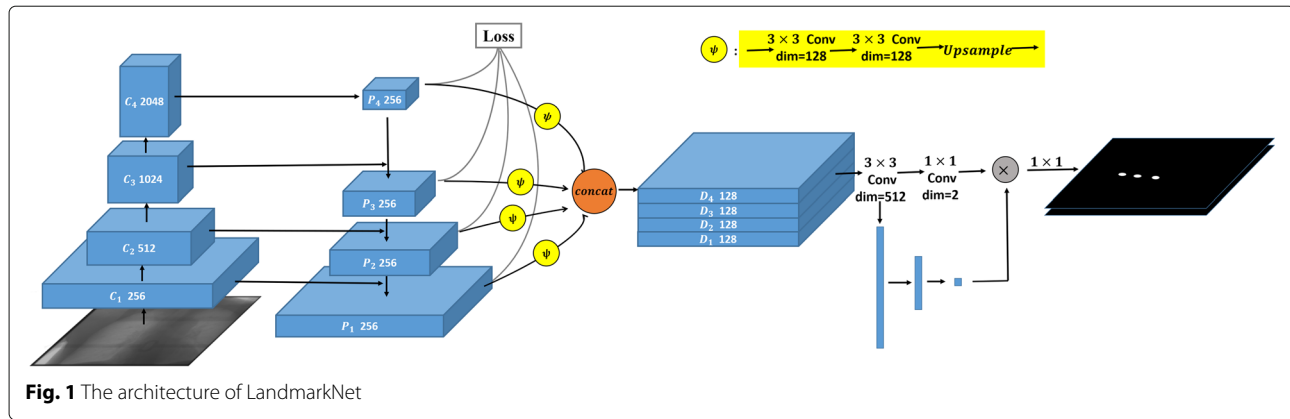 Loss
ψ : 3 × 3 Conv dim=128 3 × 3 Conv dim=128 Upsample
C₄ 2048
P₄ 256
ψ
C₃ 1024
P₃ 256
ψ
ψ
concat
C₂ 512
P₂ 256
ψ
C₁ 256
P₁ 256
D₄ 128
D₃ 128
D₂ 128
D₁ 128
3 × 3
Conv
dim=512
1 × 1
Conv
dim=2
×
1 × 1
Fig. 1 The architecture of LandmarkNet